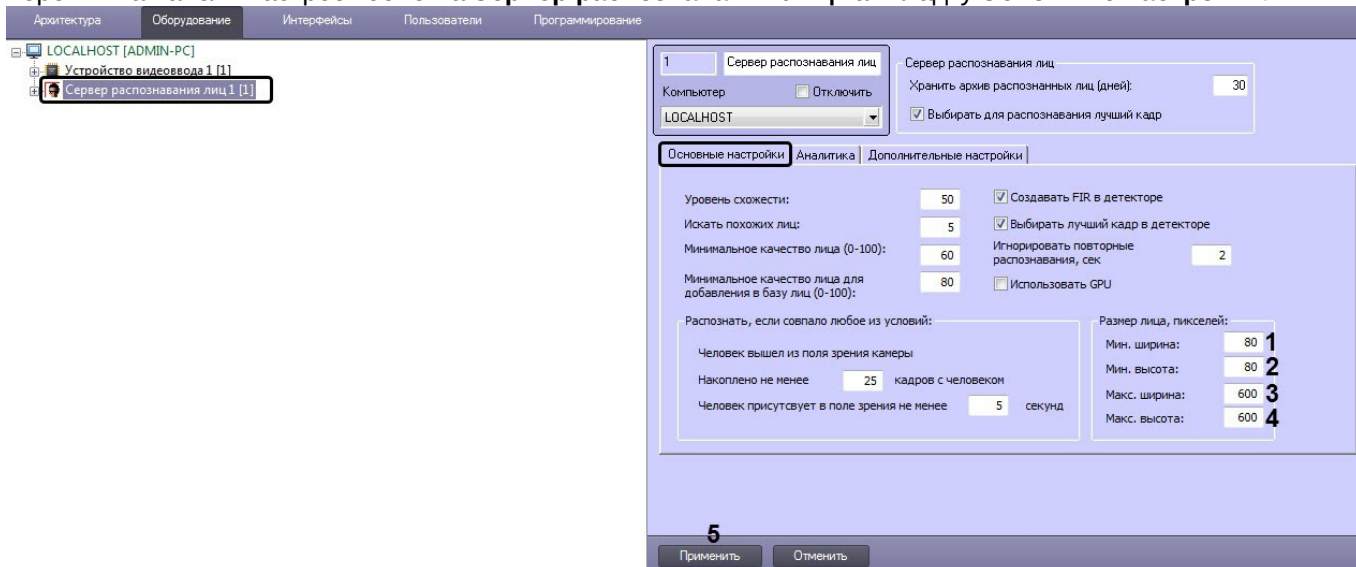 Архитектура Оборудование Интерфейсы Пользователи Программирование
LOCALHOST [ADMIN-PC]
Устройство видеоввода 1 [1]
Сервер распознавания лиц 1 [1]
1 Сервер распознавания лиц
Компьютер Отключить
LOCALHOST
Сервер распознавания лиц
Хранить архив распознанных лиц (дней): 30
Выбирать для распознавания лучший кадр
Основные настройки Аналитика Дополнительные настройки
Уровень схожести: 50
Искать похожих лиц: 5
Минимальное качество лица (0-100): 60
Минимальное качество лица для
добавления в базу лиц (0-100): 80
Создавать FIR в детекторе
Выбирать лучший кадр в детекторе
Игнорировать повторные
распознавания, сек 2
Использовать GPU
Распознать, если совпало любое из условий:
Человек вышел из поля зрения камеры
Накоплено не менее 25 кадров с человеком
Человек присутсвует в поле зрения не менее 5 секунд
Размер лица, пикселей:
Мин. ширина: 80 1
Мин. высота: 80 2
Макс. ширина: 600 3
Макс. высота: 600 4
5
Применить Отменить